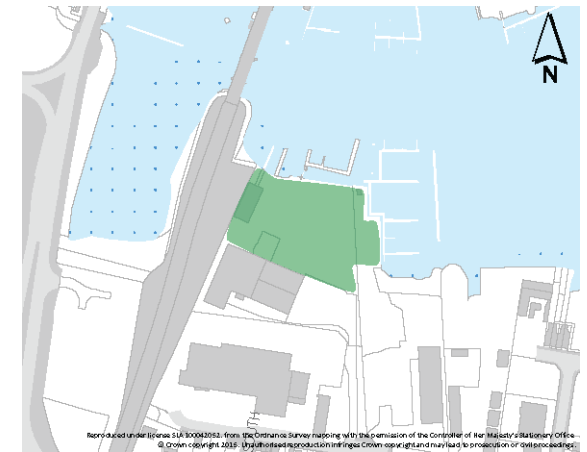 N
Reproduced under license SLA 100042052. from the Ordnance Survey mapping with the permission of the Controller of Her Majesty's Stationery Office
© Crown copyright 2016. Unauthorised reproduction infringes Crown copyright and may lead to prosecution or civil proceedings.